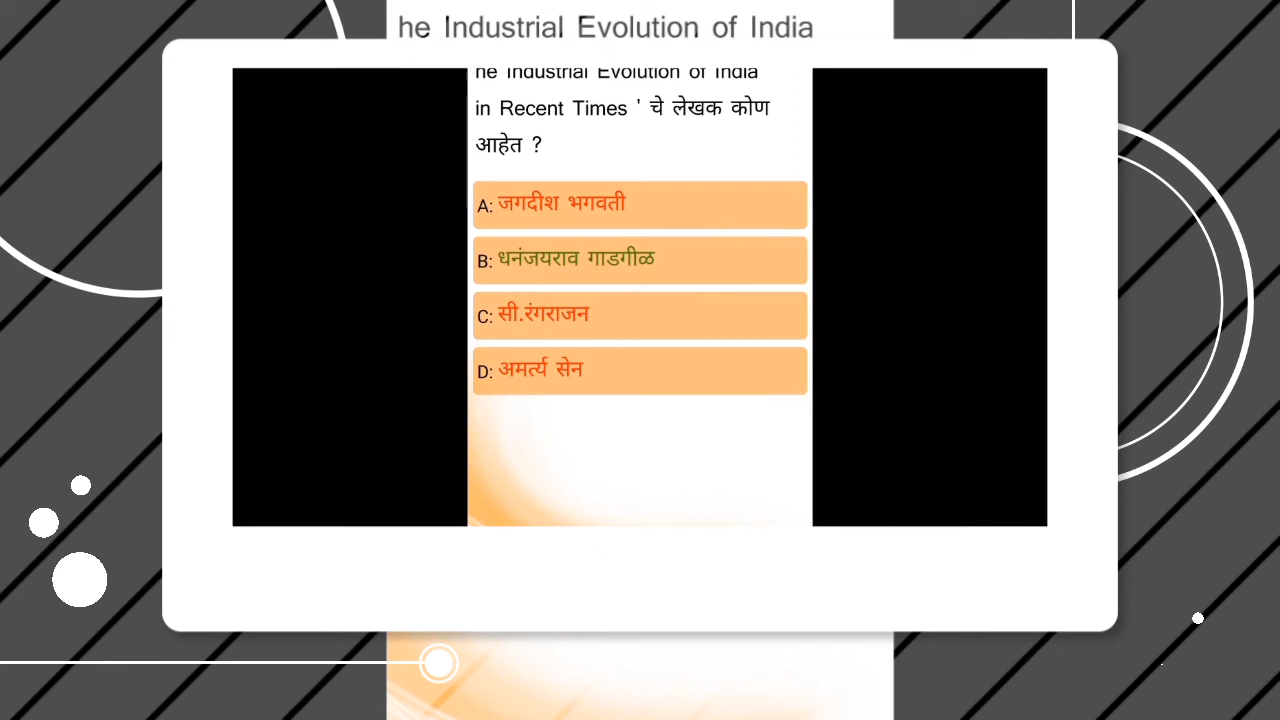 he Industrial Evolution of India
he Industrial Evolution of India
in Recent Times ' चे लेखक कोण
आहेत ?
A: जगदीश भगवती
B: धनंजयराव गाडगीळ
C: सी.रंगराजन
D: अमर्त्य सेन